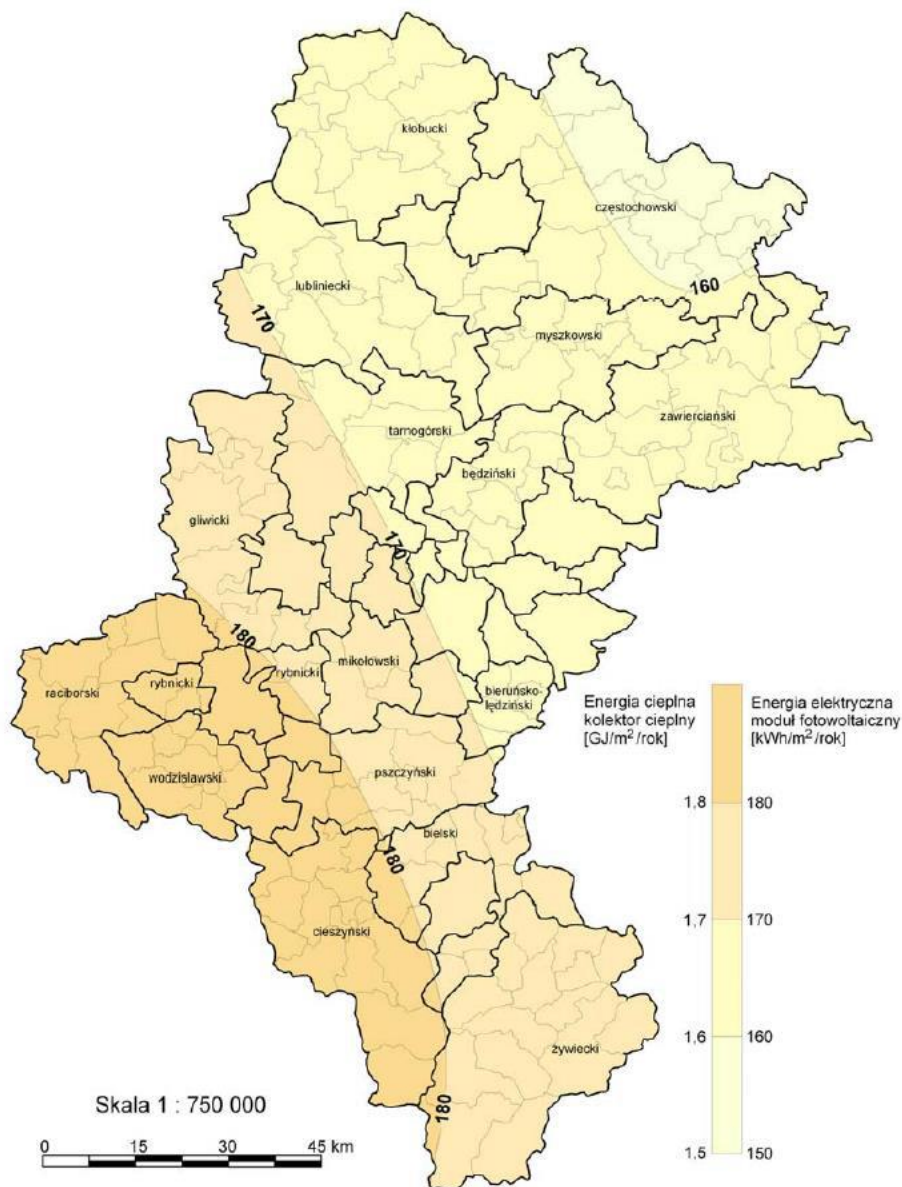 kłobucki
częstochowski
160
lubliniecki
170
myszkowski
zawierciański
tarnogórski
będziński
gliwicki
170
180
mikołowski
rybnicki
rybnicki
raciborski
bieruńsko-
lędziński
Energia cieplna
kolektor cieplny
[GJ/m²/rok]
Energia elektryczna
moduł fotowoltaiczny
[kWh/m²/rok]
pszczyński
wodzisławski
1,8
180
bielski
180
cieszyński
1,7
170
1,6
160
żywiecki
Skala 1 : 750 000
180
0 15 30 45 km
1,5
150